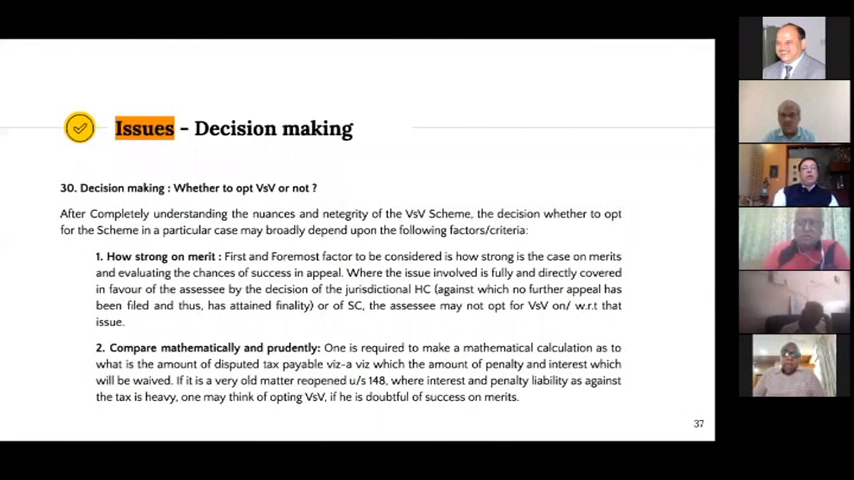 Issues - Decision making
30. Decision making : Whether to opt VsV or not ?
After Completely understanding the nuances and netegrity of the VsV Scheme, the decision whether to opt
for the Scheme in a particular case may broadly depend upon the following factors/criteria:
1. How strong on merit : First and Foremost factor to be considered is how strong is the case on merits
and evaluating the chances of success in appeal. Where the issue involved is fully and directly covered
in favour of the assessee by the decision of the jurisdictional HC (against which no further appeal has
been filed and thus, has attained finality) or of SC, the assessee may not opt for VsV on/ w.r.t that
issue.
2. Compare mathematically and prudently: One is required to make a mathematical calculation as to
what is the amount of disputed tax payable viz-a viz which the amount of penalty and interest which
will be waived. If it is a very old matter reopened u/s 148, where interest and penalty liability as against
the tax is heavy, one may think of opting VsV, if he is doubtful of success on merits.
37